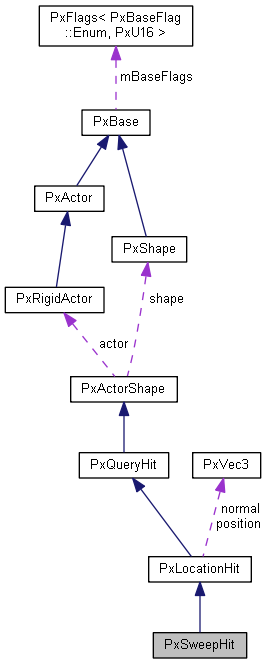 PxFlags< PxBaseFlag
::Enum, PxU16 >
mBaseFlags
PxBase
PxActor
PxShape
PxRigidActor
shape
actor
PxActorShape
PxQueryHit
PxVec3
normal
position
PxLocationHit
PxSweepHit